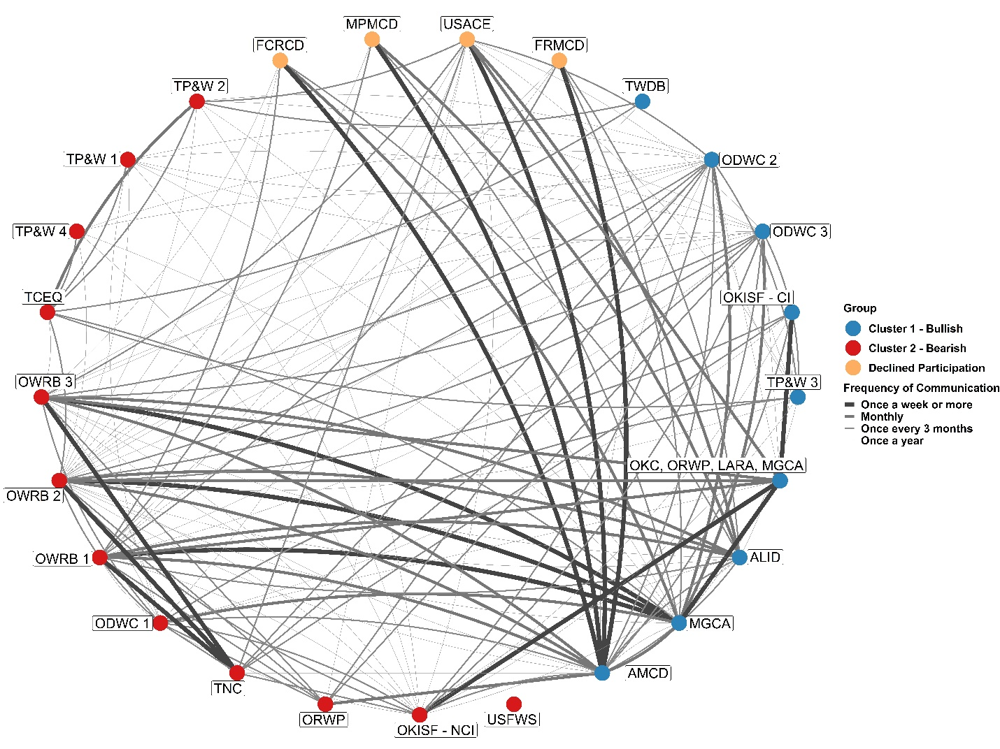 MPMCD
USACE
FCRCD
FRMCD
TP&W 2
TWDB
TP&W 1
ODWC 2
TP&W 4
ODWC 3
TCEQ
OKISF - CI
Group
Cluster 1 - Bullish
Cluster 2 - Bearish
Declined Participation
Frequency of Communication
Once a week or more
Monthly
Once every 3 months
Once a year
OWRB 3
TP&W 3
OKC, ORWP, LARA, MGCA
OWRB 2
OWRB 1
ALID
ODWC 1
MGCA
TNC
AMCD
ORWP
USFWS
OKISF - NCI